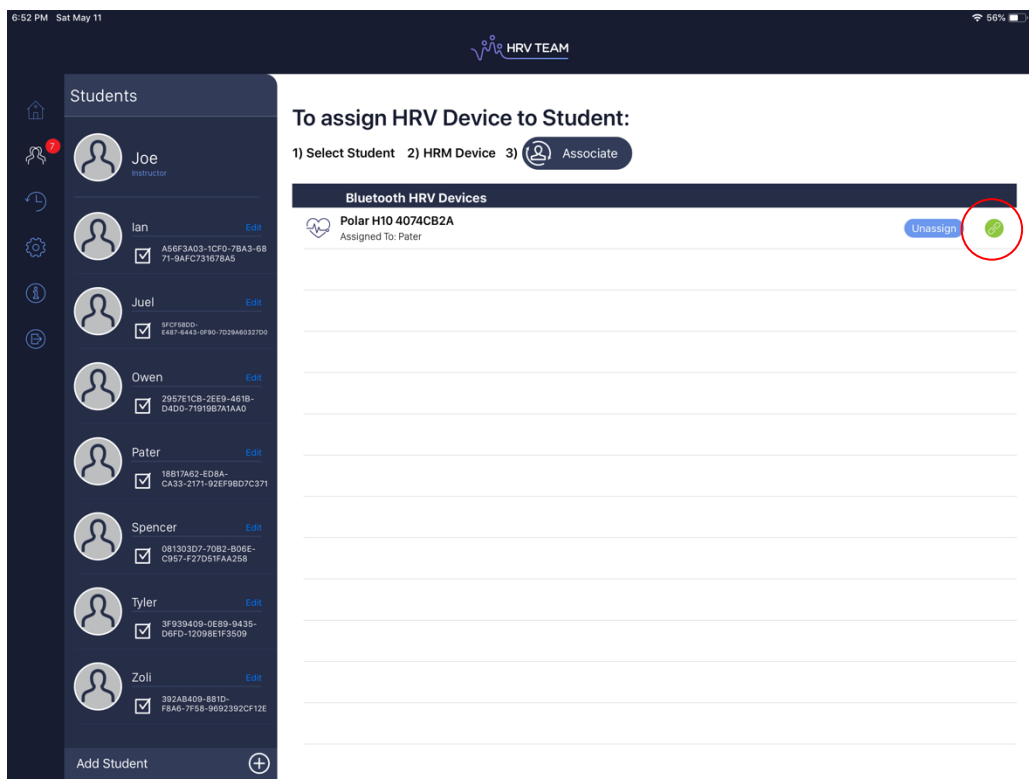 6:52 PM Sat May 11
56%
HRV TEAM
7
Students
Joe
Instructor
Ian
Edit
A56F3A03-1CF0-7BA3-68
71-9AFC731678A5
Juel
Edit
5FCF58DD-
E487-6443-0F90-7D29A60327D0
Owen
Edit
2957E1CB-2EE9-461B-
D4D0-71919B7A1AA0
Pater
Edit
18B17A62-ED8A-
CA33-2171-92EF9BD7C371
Spencer
Edit
081303D7-70B2-B06E-
C957-F27D51FAA258
Tyler
Edit
3F939409-0E89-9435-
D6FD-12098E1F3509
Zoli
Edit
392AB409-881D-
F8A6-7F58-9692392CF12E
Add Student
To assign HRV Device to Student:
1) Select Student 2) HRM Device 3) Associate
Bluetooth HRV Devices
Polar H10 4074CB2A
Assigned To: Pater
Unassign